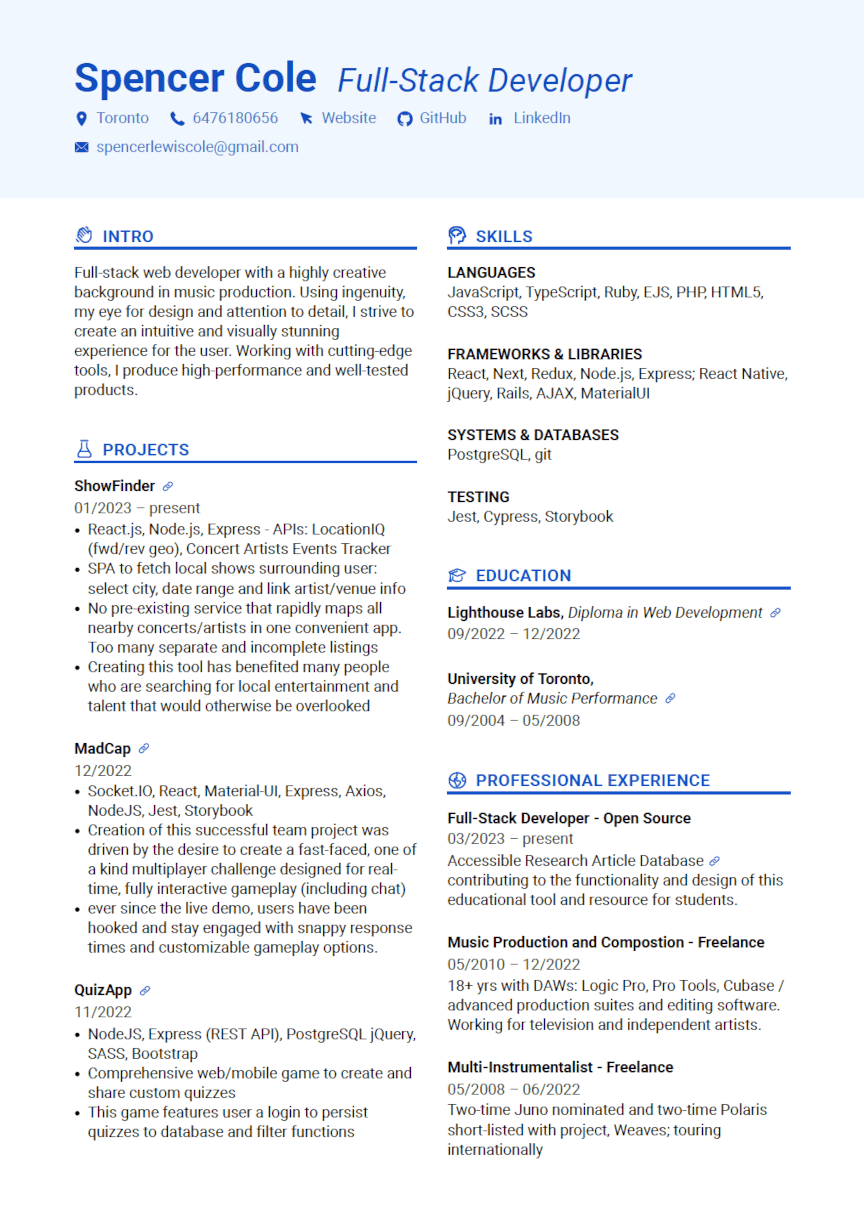 Spencer Cole Full-Stack Developer
Toronto 6476180656 Website GitHub LinkedIn
spencerlewiscole@gmail.com
INTRO
Full-stack web developer with a highly creative
background in music production. Using ingenuity,
my eye for design and attention to detail, I strive to
create an intuitive and visually stunning
experience for the user. Working with cutting-edge
tools, I produce high-performance and well-tested
products.
PROJECTS
ShowFinder
01/2023 – present
• React.js, Node.js, Express - APIs: LocationIQ
(fwd/rev geo), Concert Artists Events Tracker
• SPA to fetch local shows surrounding user:
select city, date range and link artist/venue info
• No pre-existing service that rapidly maps all
nearby concerts/artists in one convenient app.
Too many separate and incomplete listings
• Creating this tool has benefited many people
who are searching for local entertainment and
talent that would otherwise be overlooked
MadCap
12/2022
• Socket.IO, React, Material-UI, Express, Axios,
NodeJS, Jest, Storybook
• Creation of this successful team project was
driven by the desire to create a fast-faced, one of
a kind multiplayer challenge designed for real-
time, fully interactive gameplay (including chat)
• ever since the live demo, users have been
hooked and stay engaged with snappy response
times and customizable gameplay options.
QuizApp
11/2022
• NodeJS, Express (REST API), PostgreSQL jQuery,
SASS, Bootstrap
• Comprehensive web/mobile game to create and
share custom quizzes
• This game features user a login to persist
quizzes to database and filter functions
SKILLS
LANGUAGES
JavaScript, TypeScript, Ruby, EJS, PHP, HTML5,
CSS3, SCSS
FRAMEWORKS & LIBRARIES
React, Next, Redux, Node.js, Express; React Native,
jQuery, Rails, AJAX, MaterialUI
SYSTEMS & DATABASES
PostgreSQL, git
TESTING
Jest, Cypress, Storybook
EDUCATION
Lighthouse Labs, Diploma in Web Development
09/2022 – 12/2022
University of Toronto,
Bachelor of Music Performance
09/2004 – 05/2008
PROFESSIONAL EXPERIENCE
Full-Stack Developer - Open Source
03/2023 – present
Accessible Research Article Database
contributing to the functionality and design of this
educational tool and resource for students.
Music Production and Compostion - Freelance
05/2010 – 12/2022
18+ yrs with DAWs: Logic Pro, Pro Tools, Cubase /
advanced production suites and editing software.
Working for television and independent artists.
Multi-Instrumentalist - Freelance
05/2008 – 06/2022
Two-time Juno nominated and two-time Polaris
short-listed with project, Weaves; touring
internationally